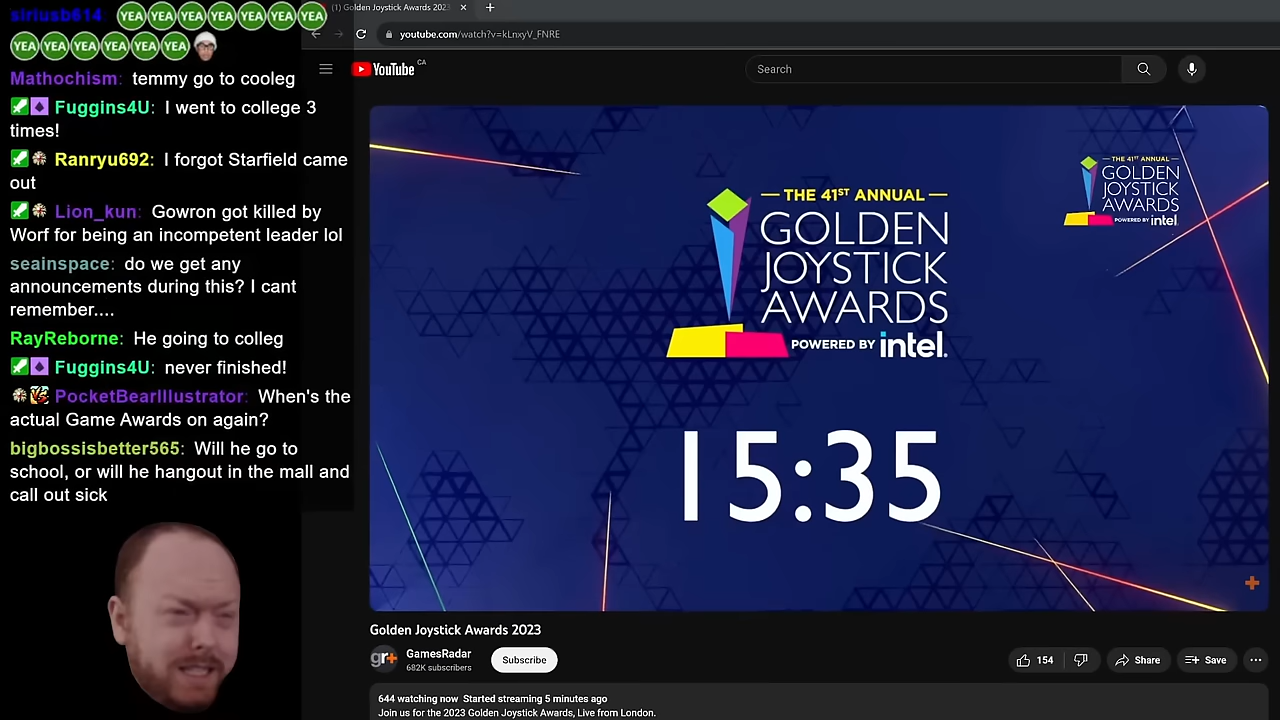 siriusb614: YEA YEA YEA YEA YEA YEA YEA
YEA YEA YEA YEA YEA YEA
Mathochism: temmy go to cooleg
Fuggins4U: I went to college 3
times!
Ranryu692: I forgot Starfield came
out
Lion_kun: Gowron got killed by
Worf for being an incompetent leader lol
seainspace: do we get any
announcements during this? I cant
remember....
RayReborne: He going to colleg
Fuggins4U: never finished!
PocketBearIllustrator: When's the
actual Game Awards on again?
bigbossisbetter565: Will he go to
school, or will he hangout in the mall and
call out sick
(1) Golden Joystick Awards 2023
youtube.com/watch?v=kLnxyV_FNRE
YouTube CA
Search
THE 41ST ANNUAL
GOLDEN
JOYSTICK
AWARDS
POWERED BY intel.
THE 41ST ANNUAL
GOLDEN
JOYSTICK
AWARDS
POWERED BY intel.
15:35
Golden Joystick Awards 2023
gr+
GamesRadar
682K subscribers
Subscribe
154
Share
Save
644 watching now Started streaming 5 minutes ago
Join us for the 2023 Golden Joystick Awards, Live from London.